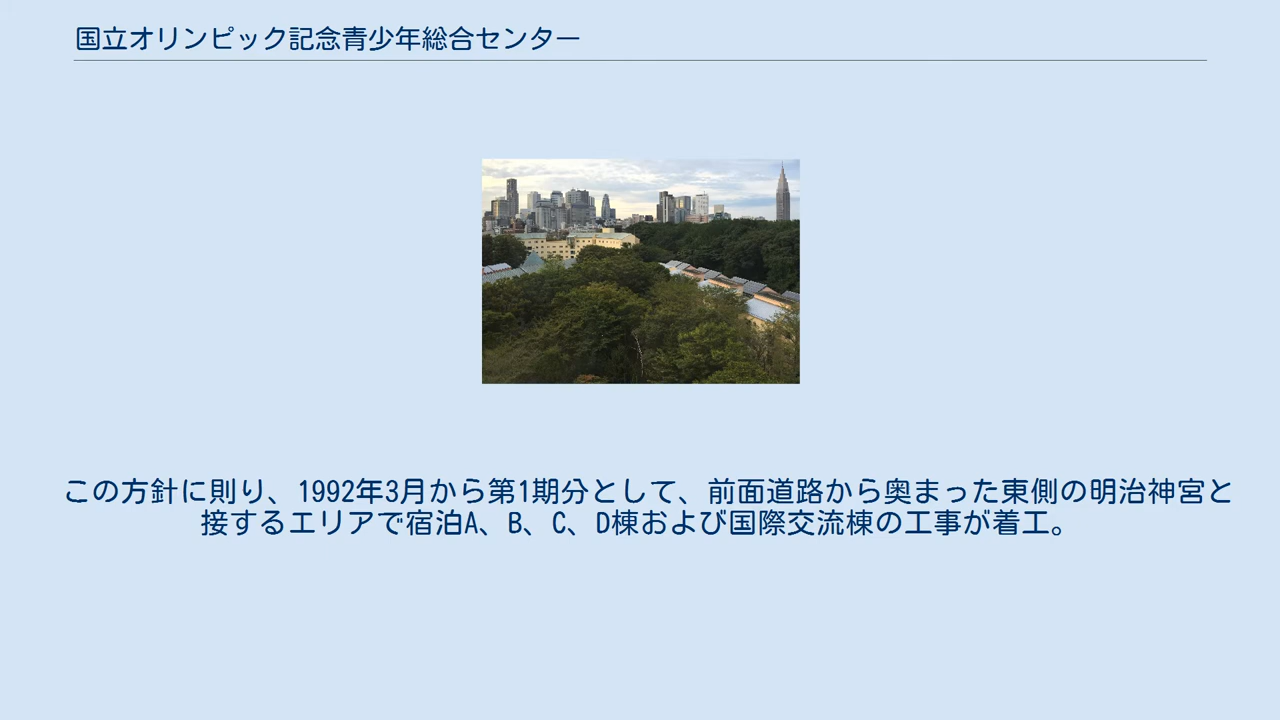 国立オリンピック記念青少年総合センター
この方針に則り、1992年3月から第1期分として、前面道路から奥まった東側の明治神宮と
接するエリアで宿泊A、B、C、D棟および国際交流棟の工事が着工。